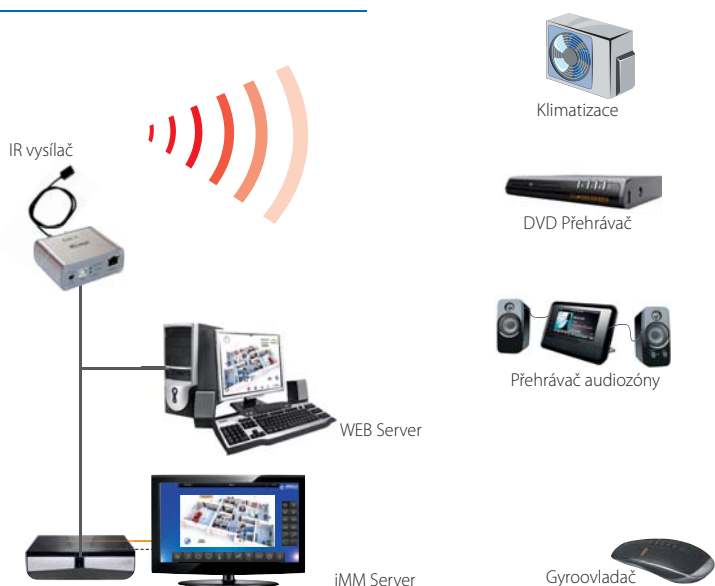 Klimatizace
IR vysílač
DVD Přehrávač
Přehrávač audiozóny
WEB Server
iMM Server
Gyroovladač